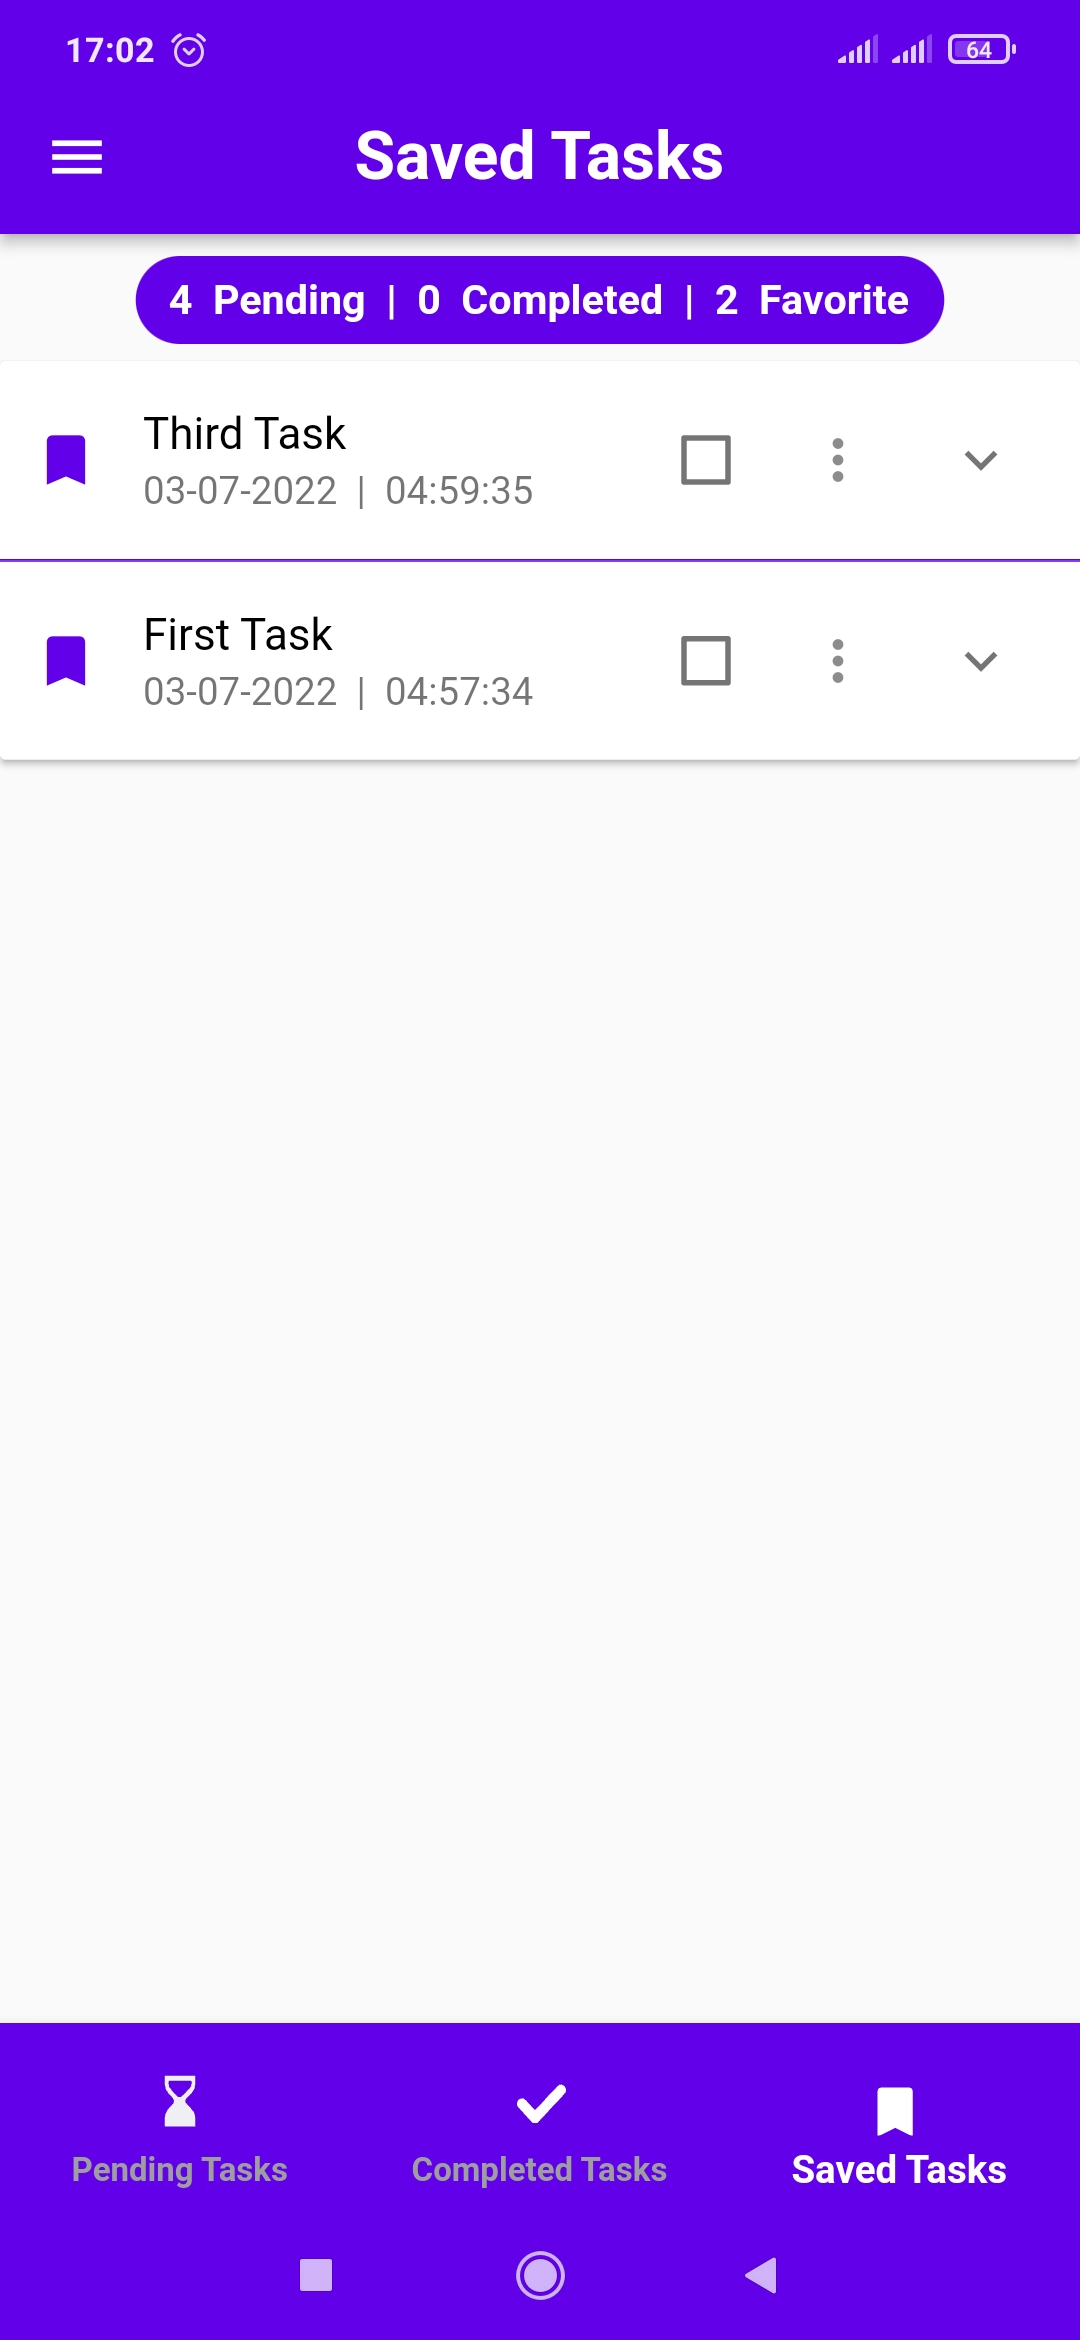 17:02 64
Saved Tasks
4 Pending | 0 Completed | 2 Favorite
Third Task
03-07-2022 | 04:59:35
First Task
03-07-2022 | 04:57:34
Pending Tasks Completed Tasks Saved Tasks